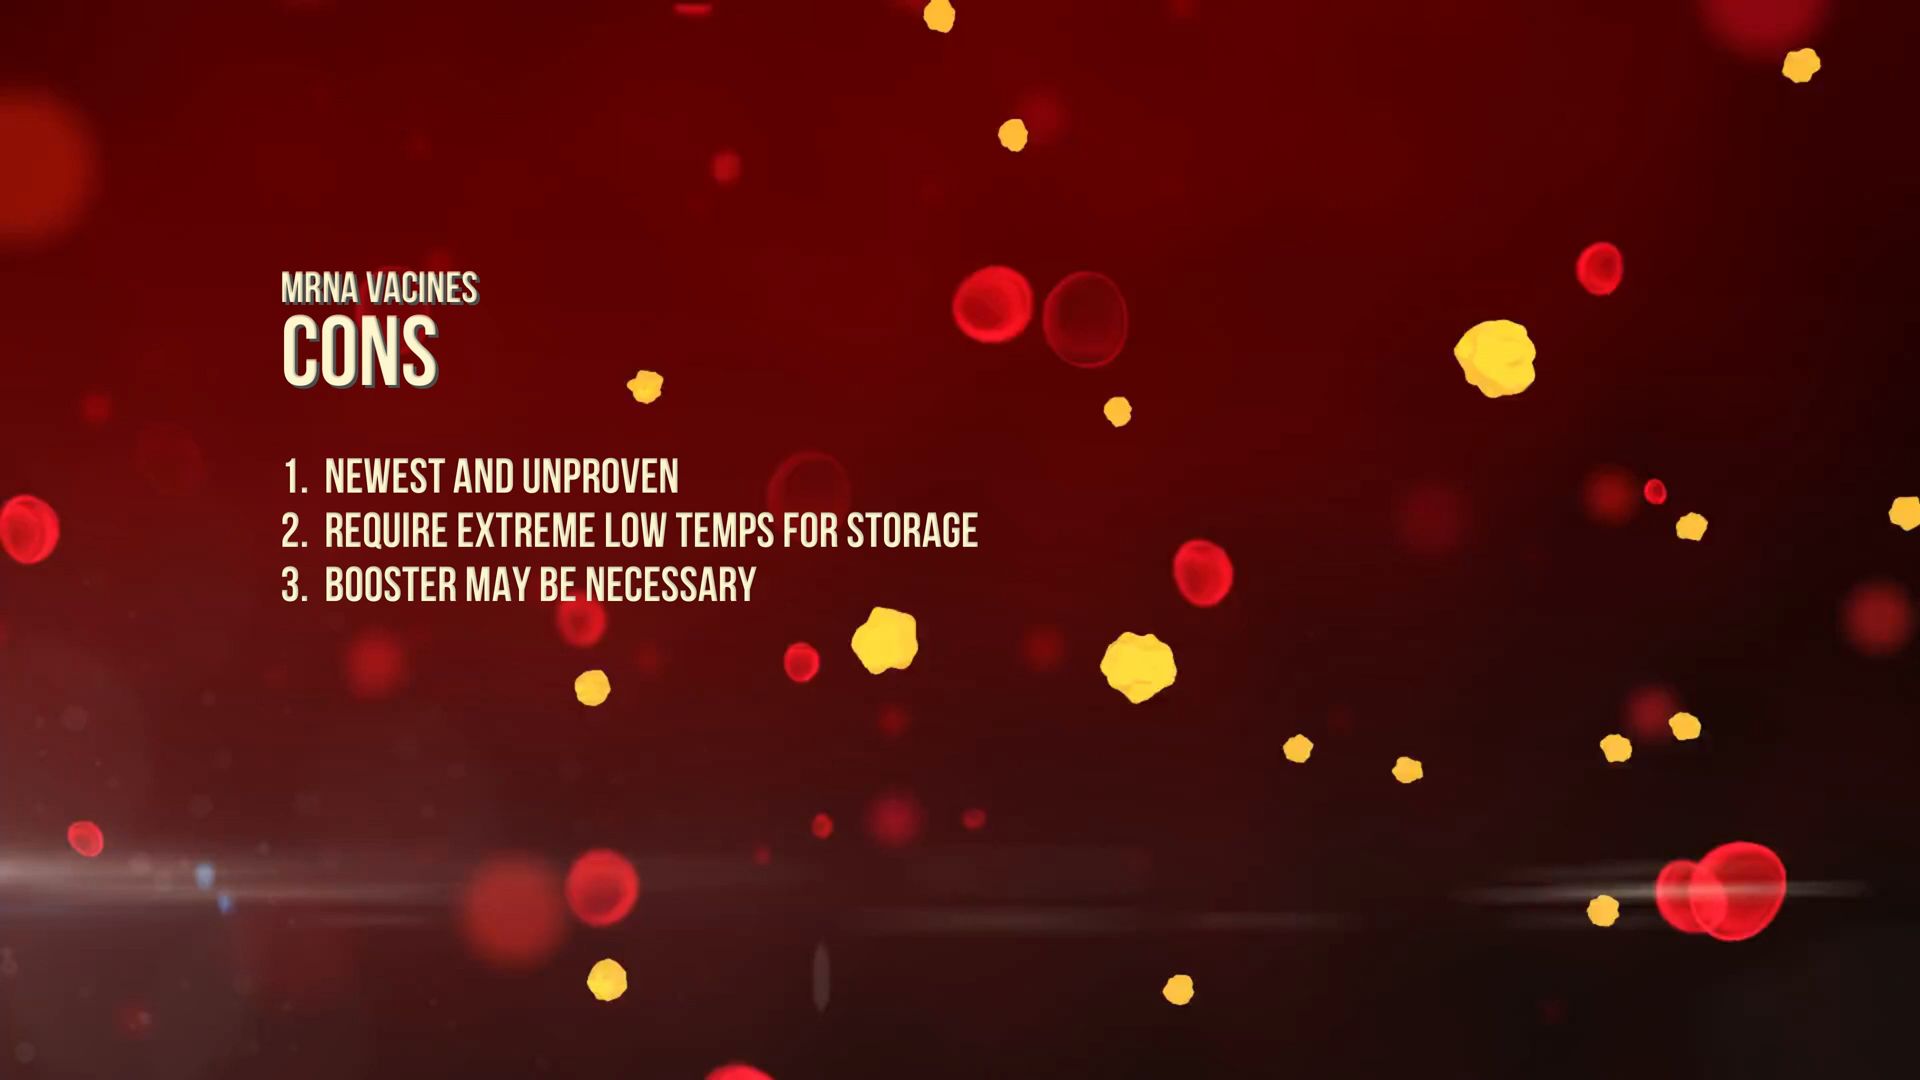 MRNA VACINES
CONS
1. NEWEST AND UNPROVEN
2. REQUIRE EXTREME LOW TEMPS FOR STORAGE
3. BOOSTER MAY BE NECESSARY